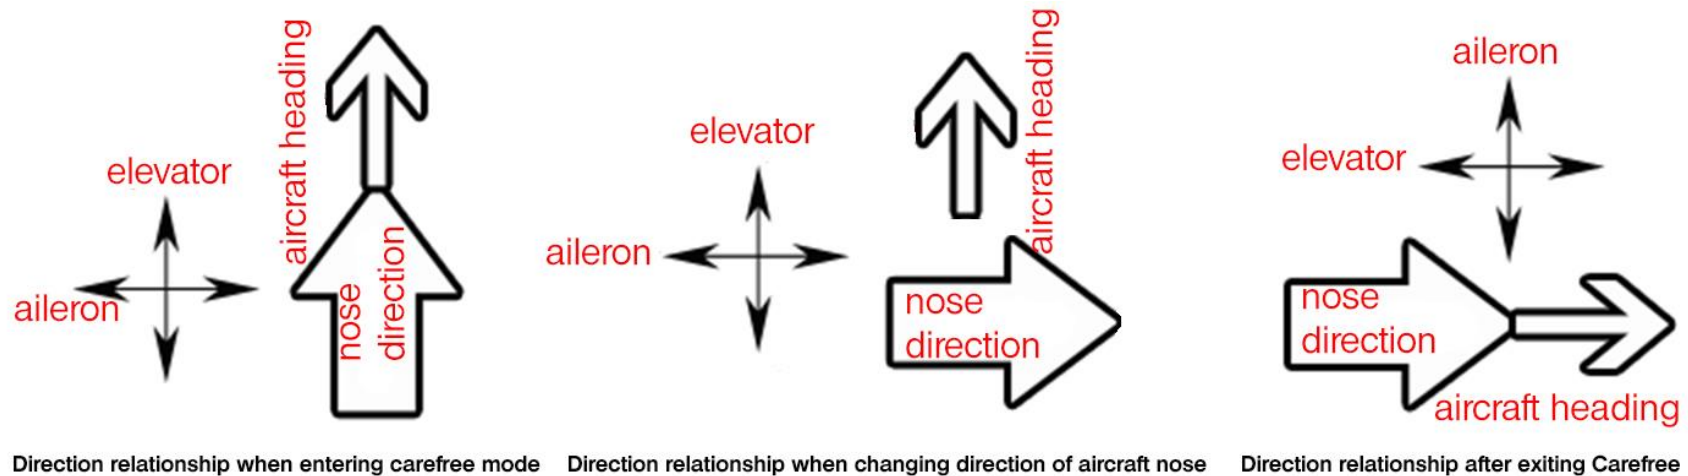 elevator
aileron
aircraft heading
nose
direction
Direction relationship when entering carefree mode
elevator
aileron
aircraft heading
nose
direction
Direction relationship when changing direction of aircraft nose
aileron
elevator
nose
direction
aircraft heading
Direction relationship after exiting Carefree